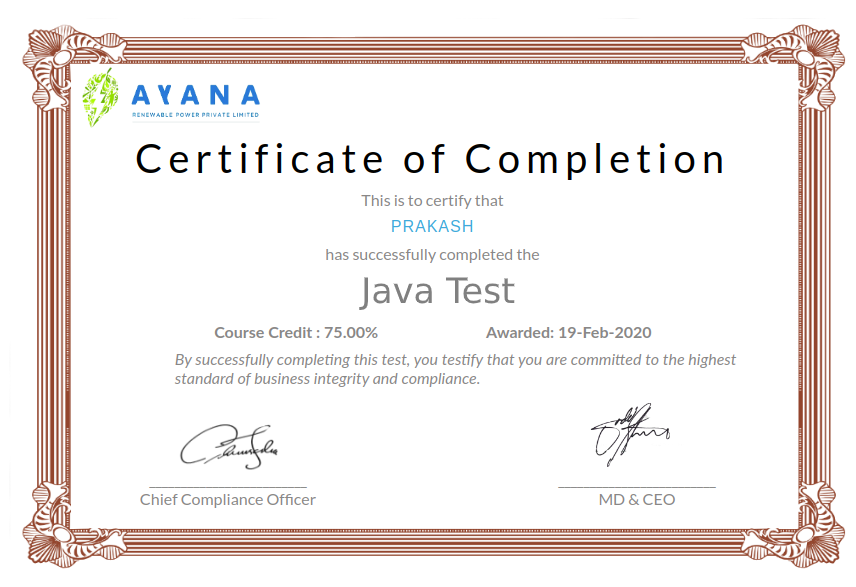 AYANA
RENEWABLE POWER PRIVATE LIMITED
Certificate of Completion
This is to certify that
PRAKASH
has successfully completed the
Java Test
Course Credit : 75.00% Awarded: 19-Feb-2020
By successfully completing this test, you testify that you are committed to the highest
standard of business integrity and compliance.
Chief Compliance Officer MD & CEO